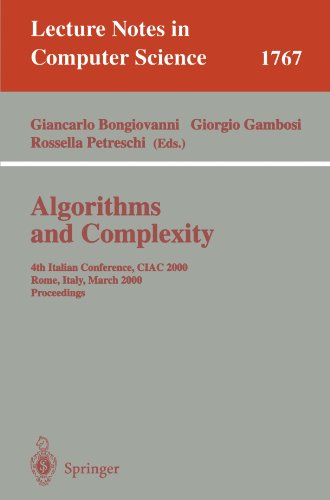 Lecture Notes in
Computer Science 1767
Giancarlo Bongiovanni Giorgio Gambosi
Rossella Petreschi (Eds.)
Algorithms
and Complexity
4th Italian Conference, CIAC 2000
Rome, Italy, March 2000
Proceedings
Springer